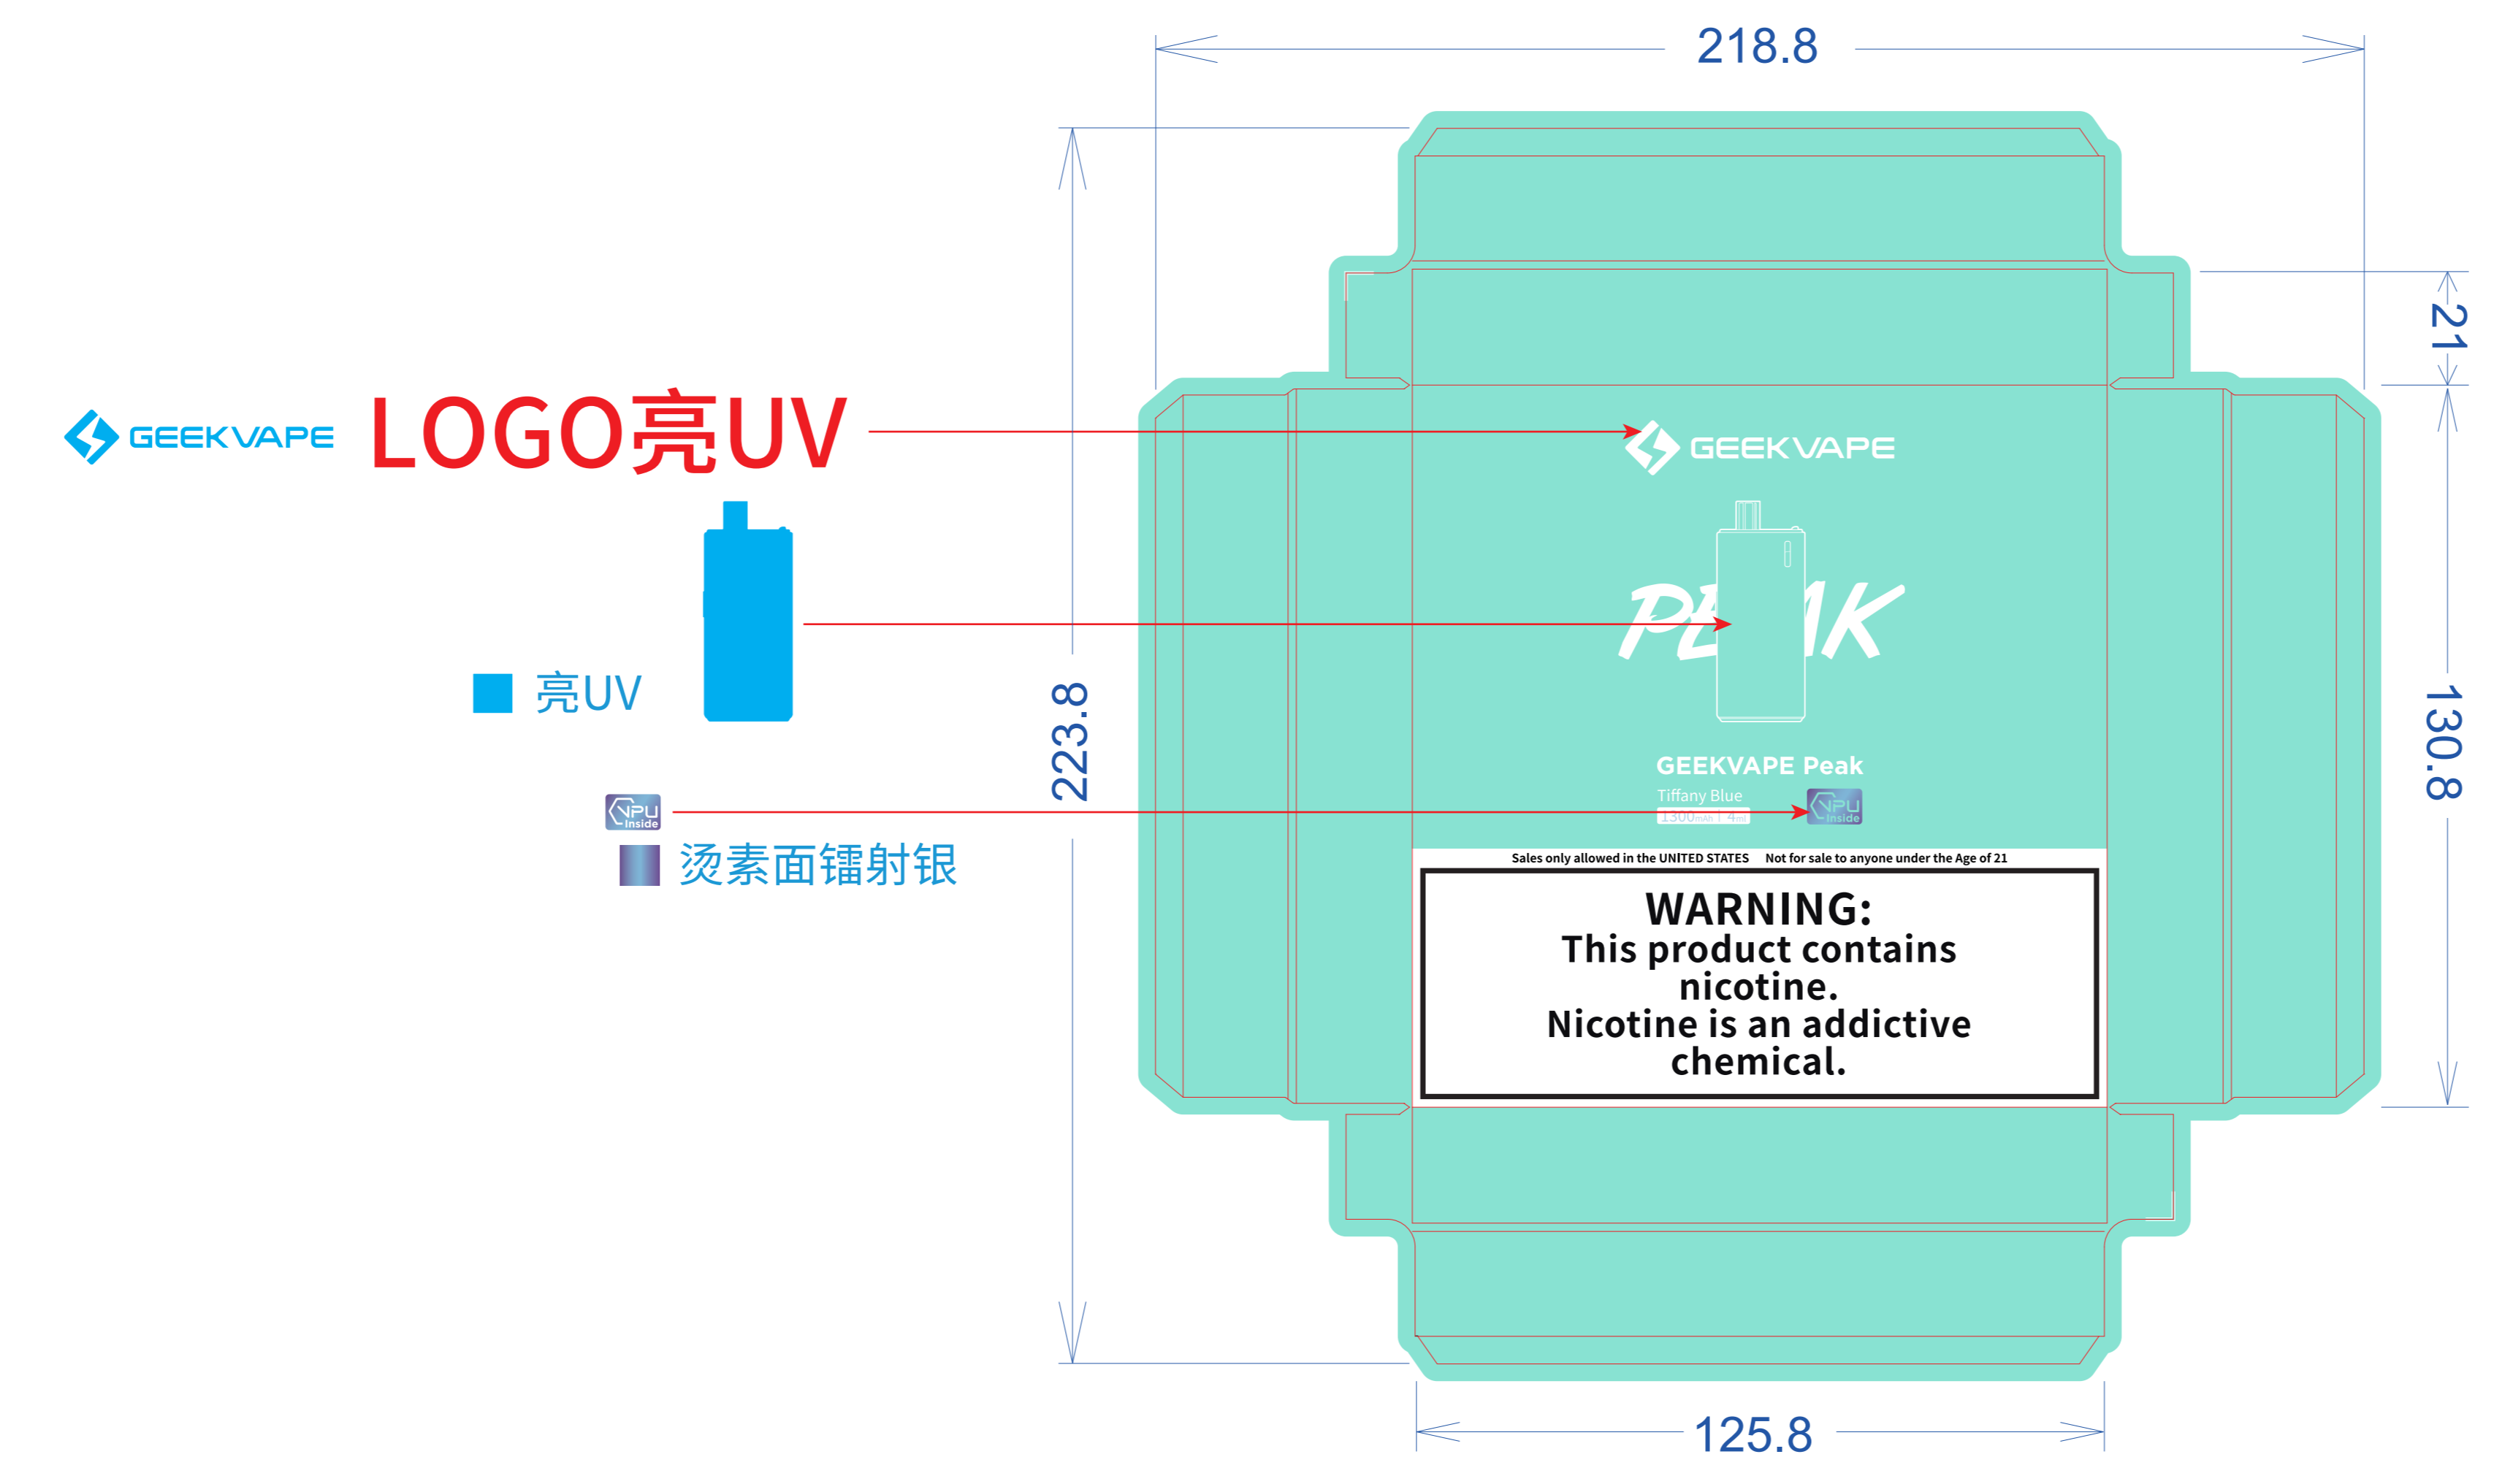 218.8
21
GEEKVAPE
LOGO亮UV
GEEKVAPE
PEAK
亮UV
223.8
130.8
GEEKVAPE Peak
Tiffany Blue
1300mAh | 4ml
VPU
Inside
VPU
Inside
烫素面镭射银
Sales only allowed in the UNITED STATES Not for sale to anyone under the Age of 21
WARNING:
This product contains
nicotine.
Nicotine is an addictive
chemical.
125.8